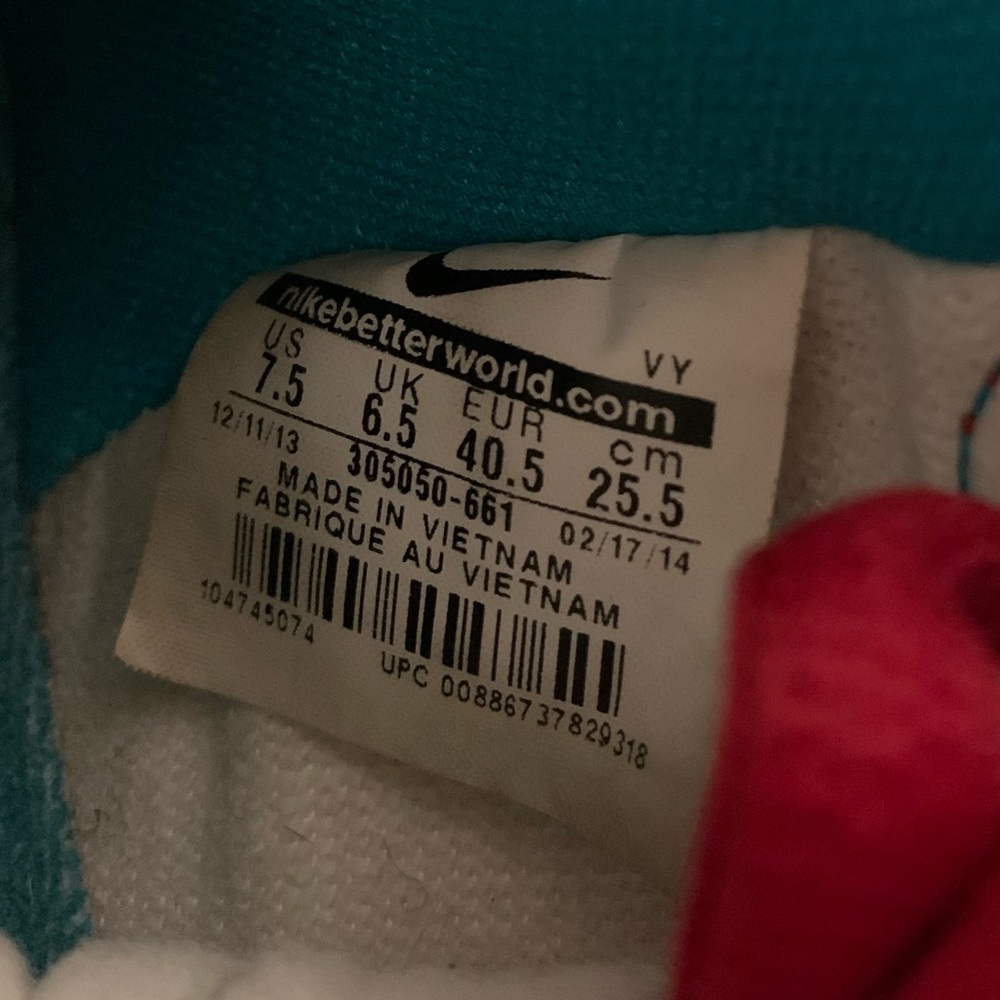 nikebetterworld.com
VY
US UK EUR cm
7.5 6.5 40.5 25.5
12/11/13 305050-661 02/17/14
MADE IN VIETNAM
FABRIQUE AU VIETNAM
104745074
UPC 00886737829318